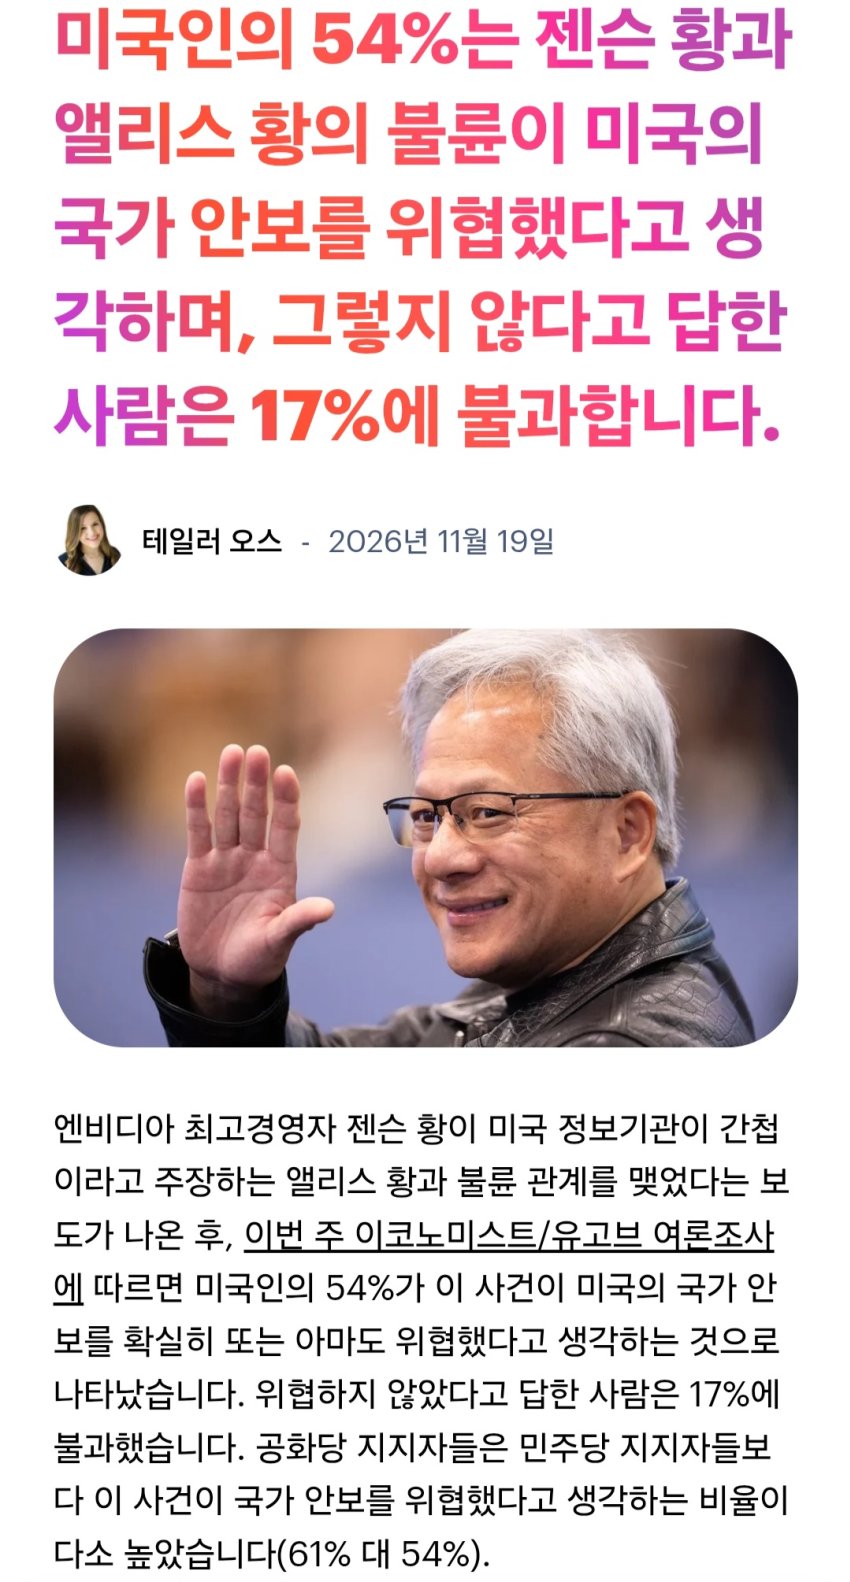 미국인의 54%는 젠슨 황과
앨리스 황의 불륜이 미국의
국가 안보를 위협했다고 생
각하며, 그렇지 않다고 답한
사람은 17%에 불과합니다.
테일러 오스 - 2026년 11월 19일
엔비디아 최고경영자 젠슨 황이 미국 정보기관이 간첩
이라고 주장하는 앨리스 황과 불륜 관계를 맺었다는 보
도가 나온 후, 이번 주 이코노미스트/유고브 여론조사
에 따르면 미국인의 54%가 이 사건이 미국의 국가 안
보를 확실히 또는 아마도 위협했다고 생각하는 것으로
나타났습니다. 위협하지 않았다고 답한 사람은 17%에
불과했습니다. 공화당 지지자들은 민주당 지지자들보
다 이 사건이 국가 안보를 위협했다고 생각하는 비율이
다소 높았습니다(61% 대 54%).